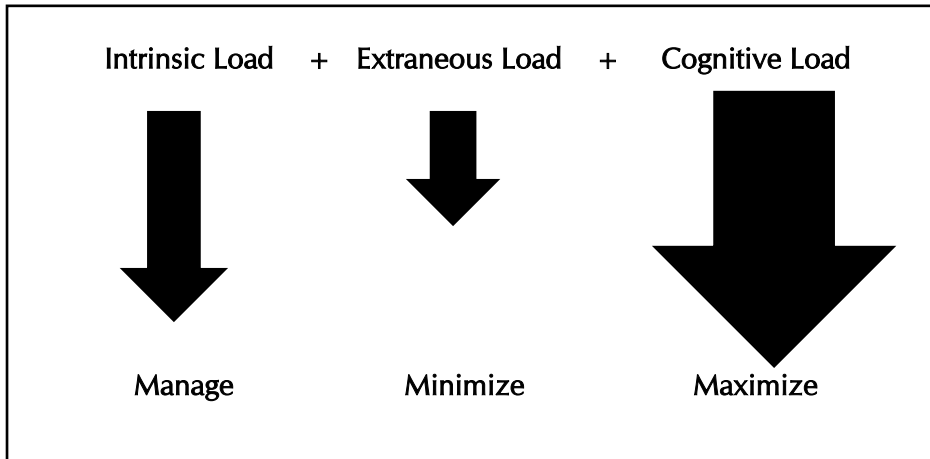 Intrinsic Load + Extraneous Load + Cognitive Load
Manage Minimize Maximize